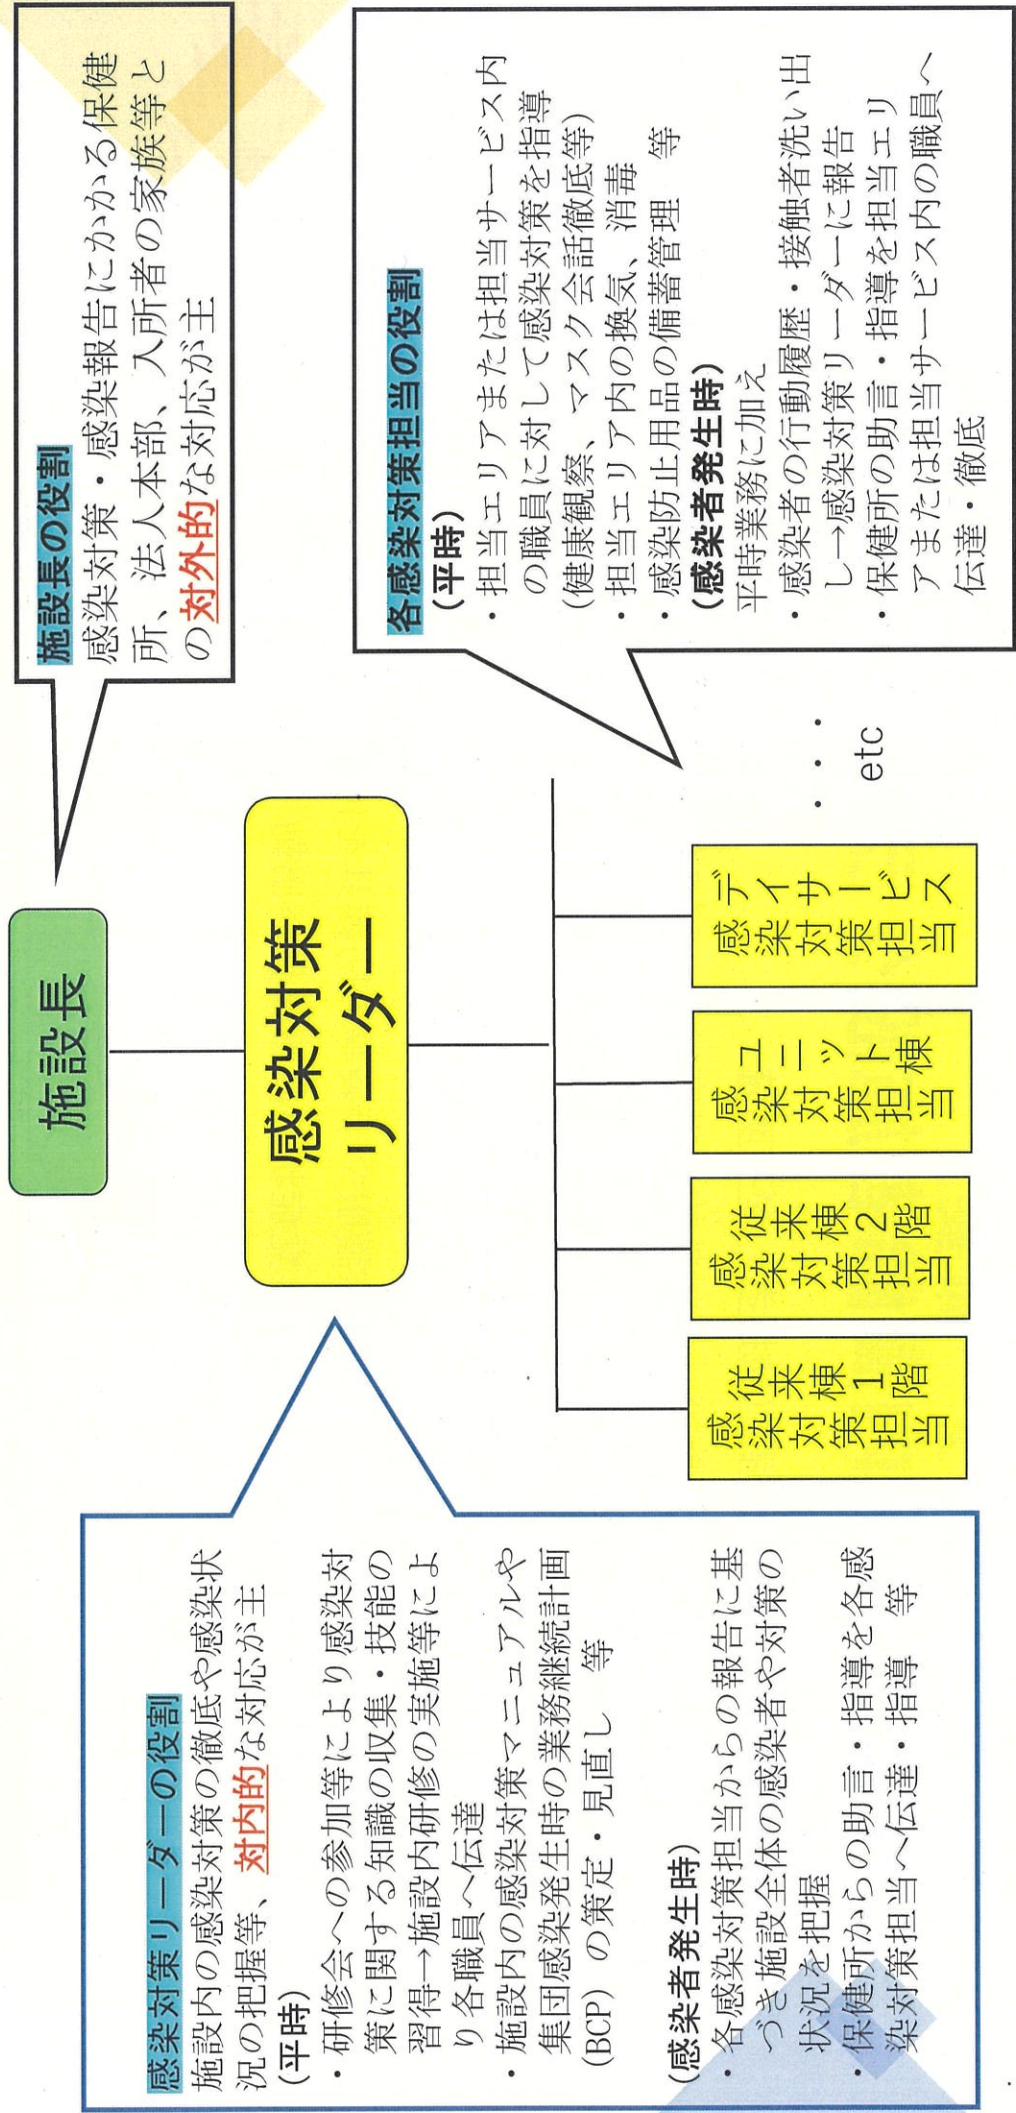 施設長
施設長の役割
感染対策・感染報告にかかる保健
所、法人本部、入所者の家族等と
の対外的な対応が主
感染対策
リーダー
感染対策リーダーの役割
施設内の感染対策の徹底や感染状
況の把握等、対内的な対応が主
(平時)
・研修会への参加等により感染対
策に関する知識の収集・技能の
習得→施設内研修の実施等によ
り各職員へ伝達
・施設内の感染対策マニュアルや
集団感染発生時の業務継続計画
(BCP)の策定・見直し 等
(感染者発生時)
・各感染対策担当からの報告に基
づき施設全体の感染者や対策の
状況を把握
・保健所からの助言・指導を各感
染対策担当へ伝達・指導 等
従来棟1階
感染対策担当
従来棟2階
感染対策担当
ユニット棟
感染対策担当
デイサービス
感染対策担当
・・・
etc
各感染対策担当の役割
(平時)
・担当エリアまたは担当サービス内
の職員に対して感染対策を指導
(健康観察、マスク会話徹底等)
・担当エリア内の換気、消毒
・感染防止用品の備蓄管理 等
(感染者発生時)
平時業務に加え
・感染者の行動履歴・接触者洗い出
し→感染対策リーダーに報告
・保健所の助言・指導を担当エリ
アまたは担当サービス内の職員へ
伝達・徹底